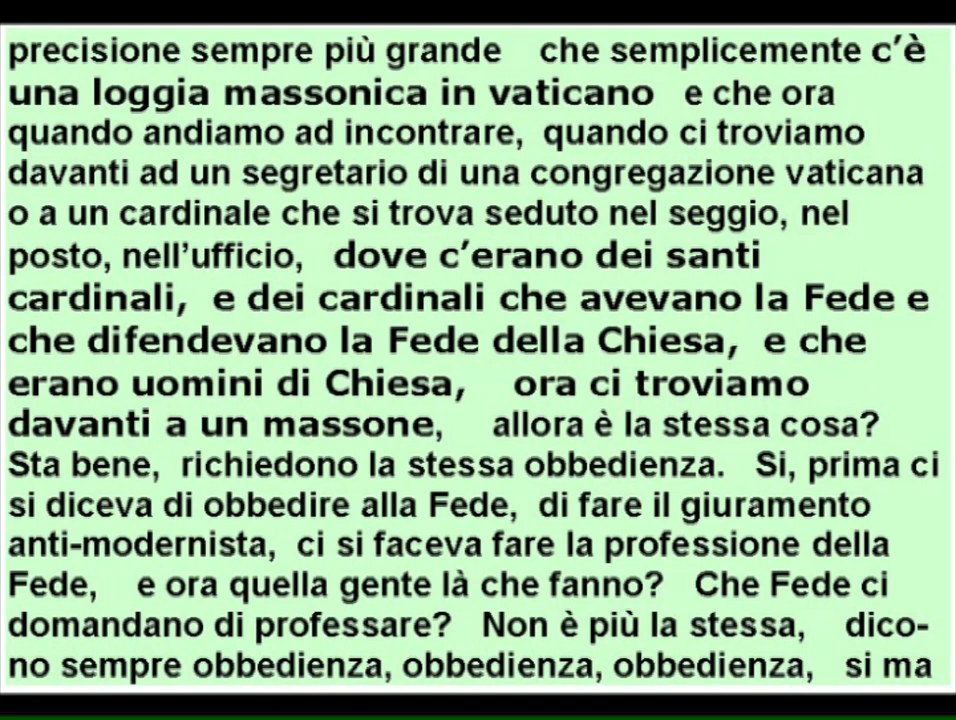 precisione sempre più grande che semplicemente c'è
una loggia massonica in vaticano e che ora
quando andiamo ad incontrare, quando ci troviamo
davanti ad un segretario di una congregazione vaticana
o a un cardinale che si trova seduto nel seggio, nel
posto, nell'ufficio, dove c'erano dei santi
cardinali, e dei cardinali che avevano la Fede e
che difendevano la Fede della Chiesa, e che
erano uomini di Chiesa, ora ci troviamo
davanti a un massone, allora è la stessa cosa?
Sta bene, richiedono la stessa obbedienza. Si, prima ci
si diceva di obbedire alla Fede, di fare il giuramento
anti-modernista, ci si faceva fare la professione della
Fede, e ora quella gente là che fanno? Che Fede ci
domandano di professare? Non è più la stessa, dico-
no sempre obbedienza, obbedienza, obbedienza, si ma